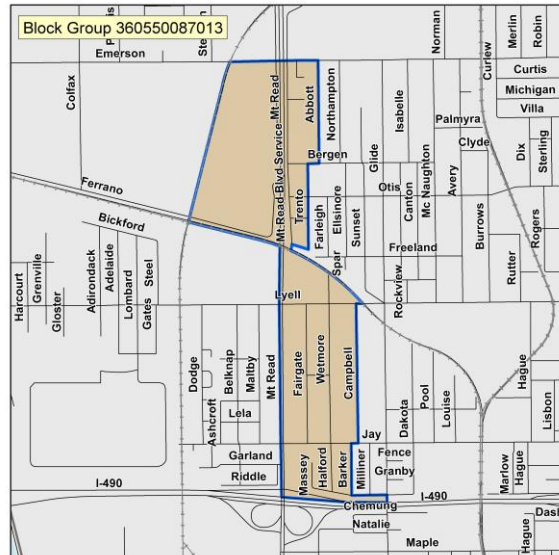 Block Group 360550087013
Emerson
Colfax
Norman
Merlin
Robin
Curlew
Curtis
Michigan
Villa
Mt-Read-Blvd-Service-Mt-Read
Abbott
Northampton
Isabelle
Palmyra
Clyde
Dix
Sterling
Bergen
Glide
Ferrano
Otis
Trento
Farleigh
Ellsinore
Sunset
Canton
Mc Naughton
Avery
Burrows
Rogers
Bickford
Freeland
Spar
Rockview
Rutter
Harcourt
Grenville
Gloster
Adirondack
Adelaide
Lombard
Gates
Steel
Lyell
Dodge
Ashcroft
Belknap
Maltby
Lela
Mt Read
Fairgate
Wetmore
Campbell
Dakota
Pool
Louise
Hague
Lisbon
Jay
Garland
Riddle
Massey
Halford
Barker
Milliner
Fence
Granby
Marlow
Hague
I-490
Chemung
I-490
Natalie
Maple
Hague
Dash